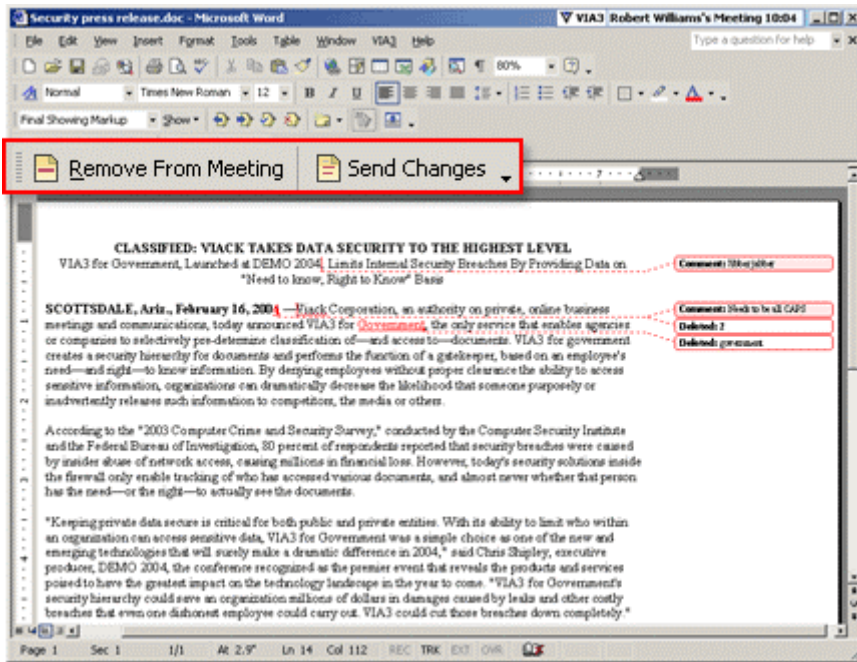 Security press release.doc - Microsoft Word
VIA3 Robert Williams's Meeting 10:04
File Edit View Insert Format Tools Table Window VIA3 Help
Type a question for help
80%
Normal Times New Roman 12 B I U
Final Showing Markup Show
Remove From Meeting Send Changes
7
CLASSIFIED: VIACK TAKES DATA SECURITY TO THE HIGHEST LEVEL
VIA3 for Government, Launched at DEMO 2004, Limits Internal Security Breaches By Providing Data on
"Need to know, Right to Know" Basis
Comment:
SCOTTSDALE, Ariz., February 16, 2004 —Viack Corporation, an authority on private, online business
Comment: Needs to be all CAPS
meetings and communications, today announced VIA3 for Government, the only service that enables agencies
Deleted: 2
or companies to selectively pre-determine classification of—and access to—documents. VIA3 for government
Deleted: government
creates a security hierarchy for documents and performs the function of a gatekeeper, based on an employee's
need—and right—to know information. By denying employees without proper clearance the ability to access
sensitive information, organizations can dramatically decrease the likelihood that someone purposely or
inadvertently releases such information to competitors, the media or others.
According to the "2003 Computer Crime and Security Survey," conducted by the Computer Security Institute
and the Federal Bureau of Investigation, 80 percent of respondents reported that security breaches were caused
by insider abuse of network access, causing millions in financial loss. However, today's security solutions inside
the firewall only enable tracking of who has accessed various documents, and almost never whether that person
has the need—or the right—to actually see the documents.
"Keeping private data secure is critical for both public and private entities. With its ability to limit who within
an organization can access sensitive data, VIA3 for Government was a simple choice as one of the new and
emerging technologies that will surely make a dramatic difference in 2004," said Chris Shipley, executive
producer, DEMO 2004, the conference recognized as the premier event that reveals the products and services
poised to have the greatest impact on the technology landscape in the year to come. "VIA3 for Government's
security hierarchy could save an organization millions of dollars in damages caused by leaks and other costly
breaches that even one dishonest employee could carry out. VIA3 could cut those breaches down completely."
Page 1 Sec 1 1/1 At 2.9" Ln 14 Col 112 REC TRK EXT OVR